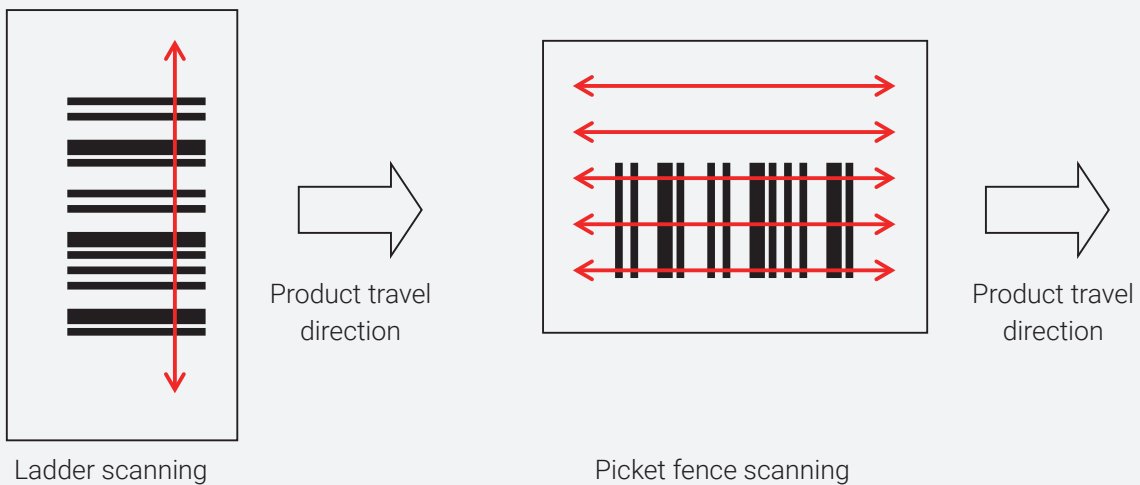 Product travel
direction
Product travel
direction
Ladder scanning
Picket fence scanning